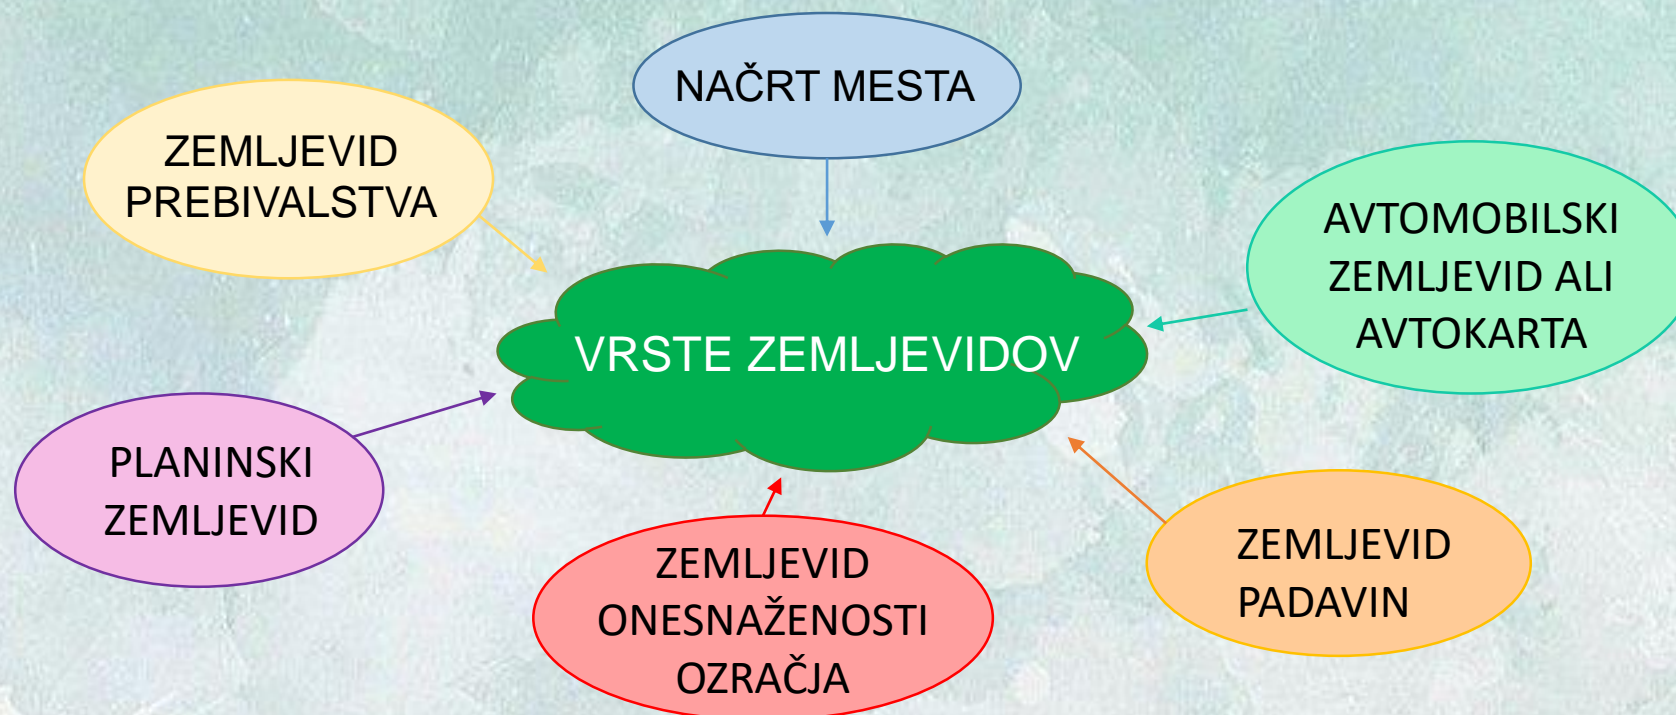 NAČRT MESTA
ZEMLJEVID
PREBIVALSTVA
AVTOMOBILSKI
ZEMLJEVID ALI
AVTOKARTA
VRSTE ZEMLJEVIDOV
PLANINSKI
ZEMLJEVID
ZEMLJEVID
ONESNAŽENOSTI
OZRAČJA
ZEMLJEVID
PADAVIN